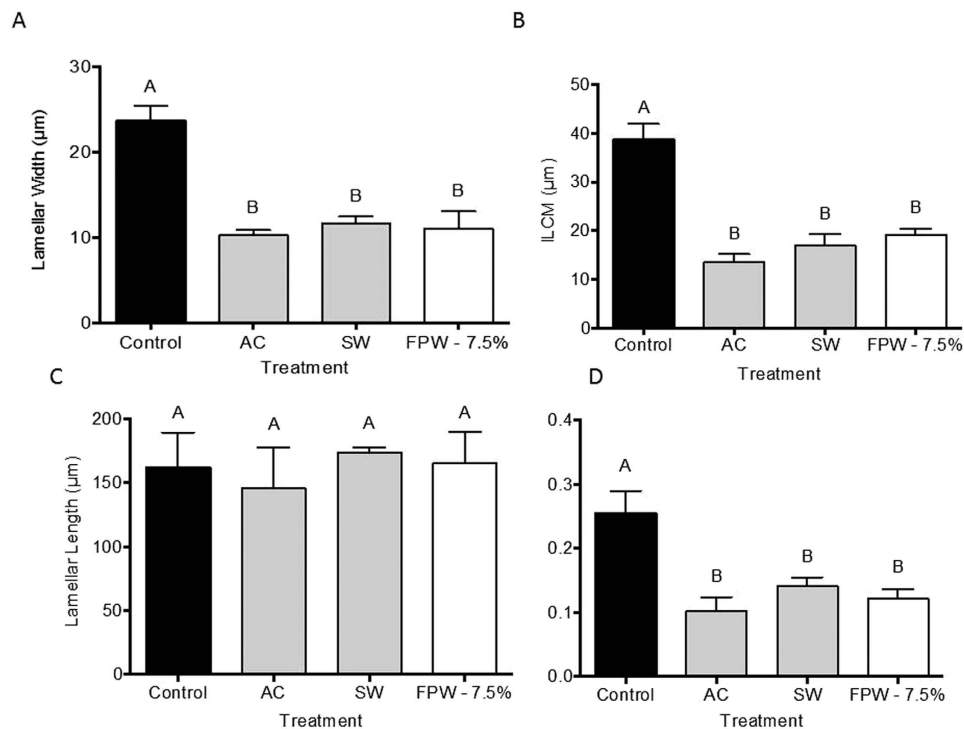 A
Lamellar Width (µm)
30
20
10
0
A
B
B
B
Control
AC
SW
FPW - 7.5%
Treatment
B
ILCM (µm)
50
40
30
20
10
0
A
B
B
B
Control
AC
SW
FPW - 7.5%
Treatment
C
Lamellar Length (µm)
200
150
100
50
0
A
A
A
A
Control
AC
SW
FPW - 7.5%
Treatment
D
0.4
0.3
0.2
0.1
0.0
A
B
B
B
Control
AC
SW
FPW - 7.5%
Treatment